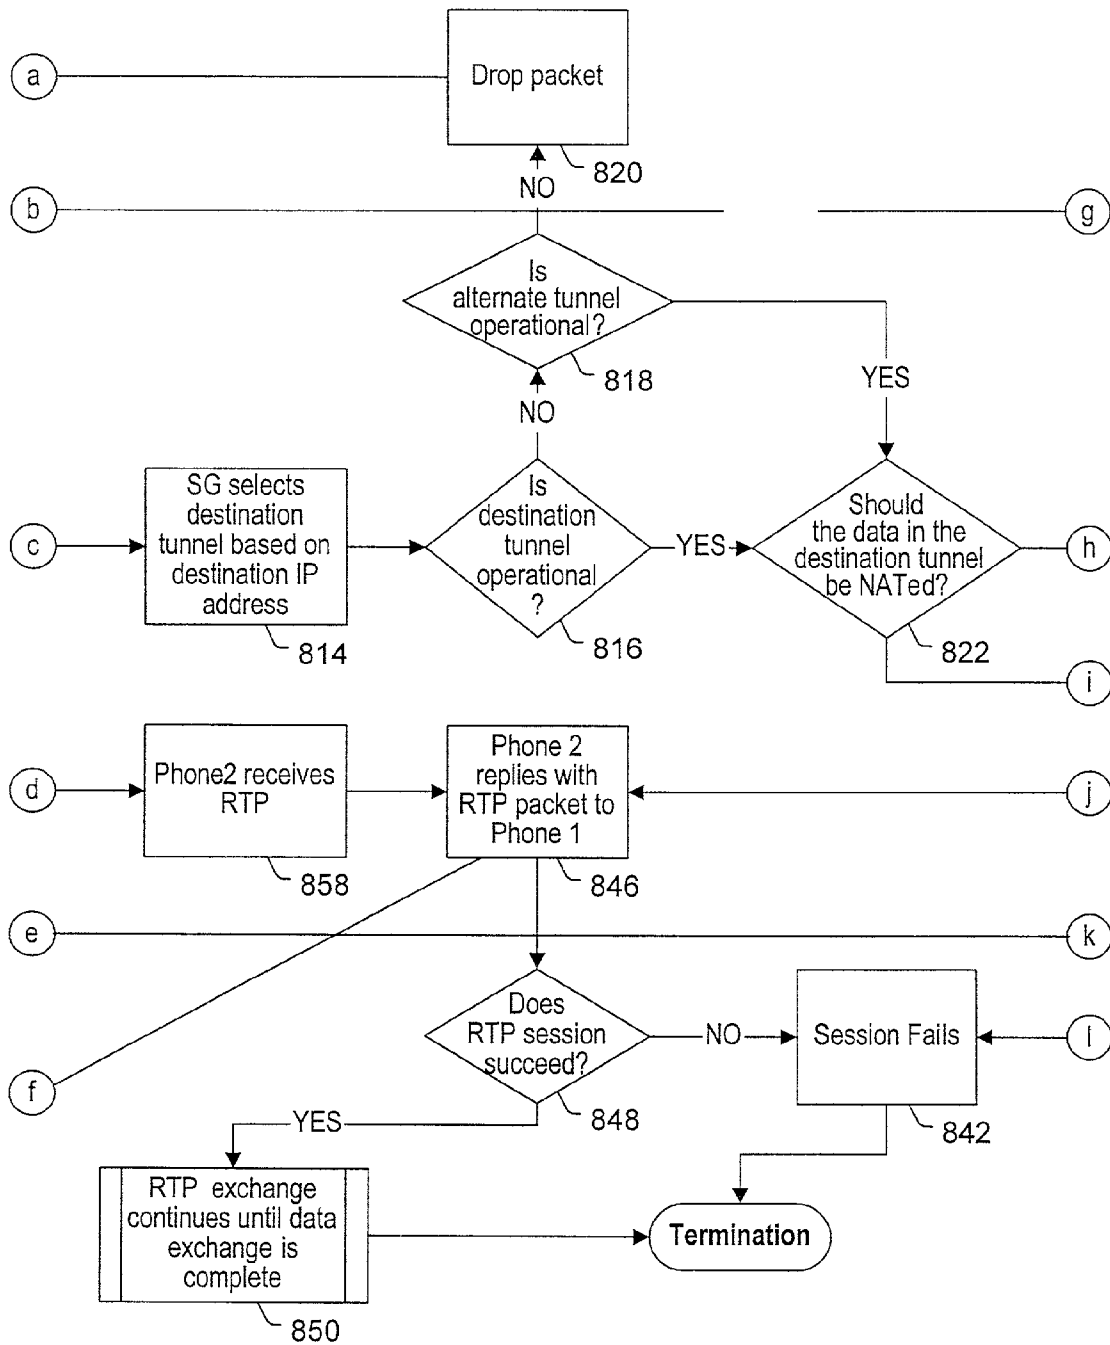 a
Drop packet
820
NO
b
g
Is
alternate tunnel
operational?
818
YES
NO
c
SG selects
destination
tunnel based on
destination IP
address
814
Is
destination
tunnel
operational
?
816
YES
Should
the data in the
destination tunnel
be NATed?
822
h
i
d
Phone2 receives
RTP
858
Phone 2
replies with
RTP packet to
Phone 1
846
j
e
k
Does
RTP session
succeed?
848
NO
Session Fails
842
l
f
YES
RTP exchange
continues until data
exchange is
complete
850
Termination